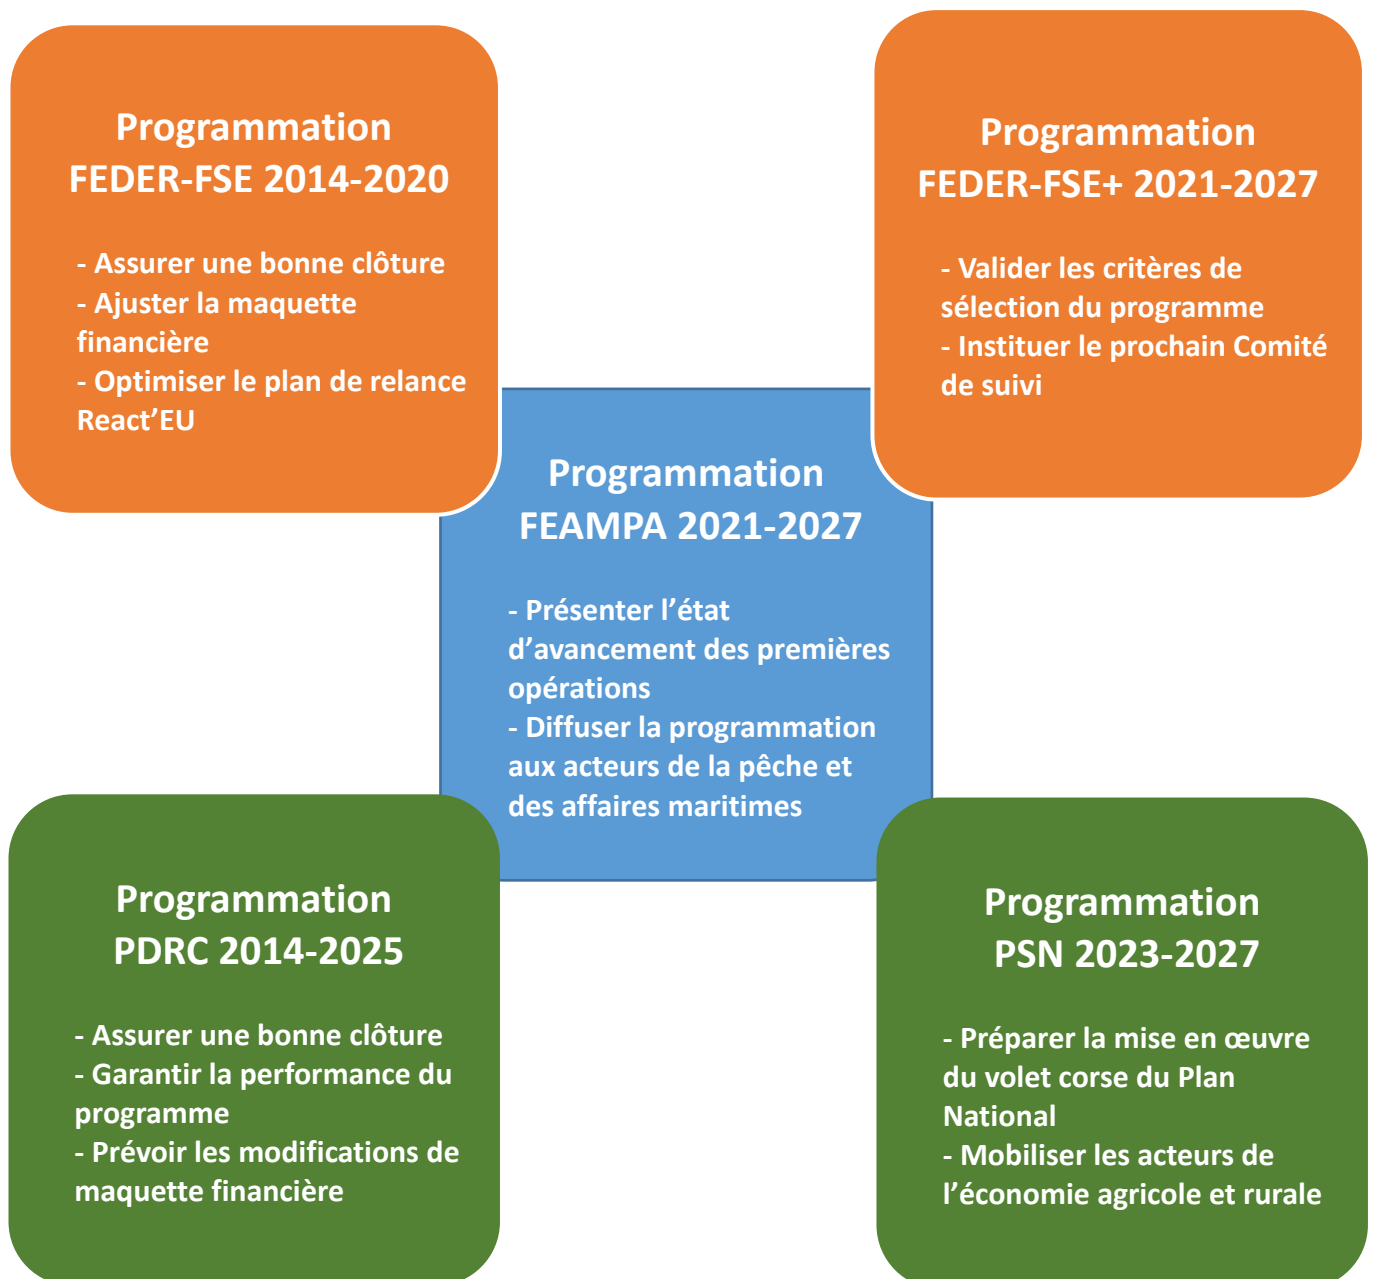 Programmation
FEDER-FSE 2014-2020
- Assurer une bonne clôture
- Ajuster la maquette
financière
- Optimiser le plan de relance
React’EU
Programmation
FEDER-FSE+ 2021-2027
- Valider les critères de
sélection du programme
- Instituer le prochain Comité
de suivi
Programmation
FEAMPA 2021-2027
- Présenter l’état
d’avancement des premières
opérations
- Diffuser la programmation
aux acteurs de la pêche et
des affaires maritimes
Programmation
PDRC 2014-2025
- Assurer une bonne clôture
- Garantir la performance du
programme
- Prévoir les modifications de
maquette financière
Programmation
PSN 2023-2027
- Préparer la mise en œuvre
du volet corse du Plan
National
- Mobiliser les acteurs de
l’économie agricole et rurale